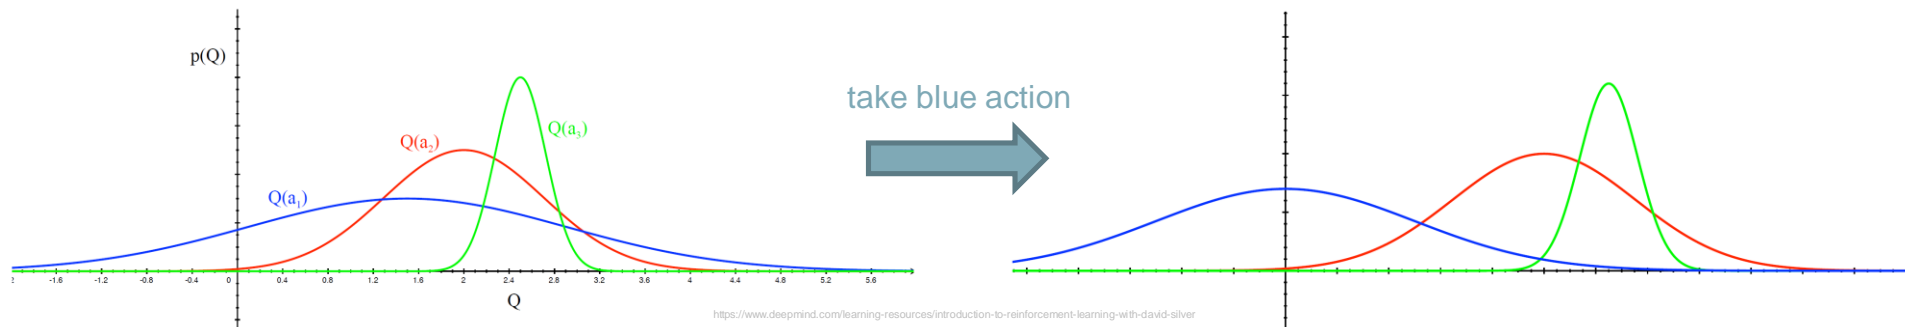 p(Q)
take blue action
Q(a₃)
Q(a₂)
Q(a₁)
2 -1.6 -1.2 -0.8 -0.4 0 0.4 0.8 1.2 1.6 2 2.4 2.8 3.2 3.6 4 4.4 4.8 5.2 5.6
Q
https://www.deepmind.com/learning-resources/introduction-to-reinforcement-learning-with-david-silver